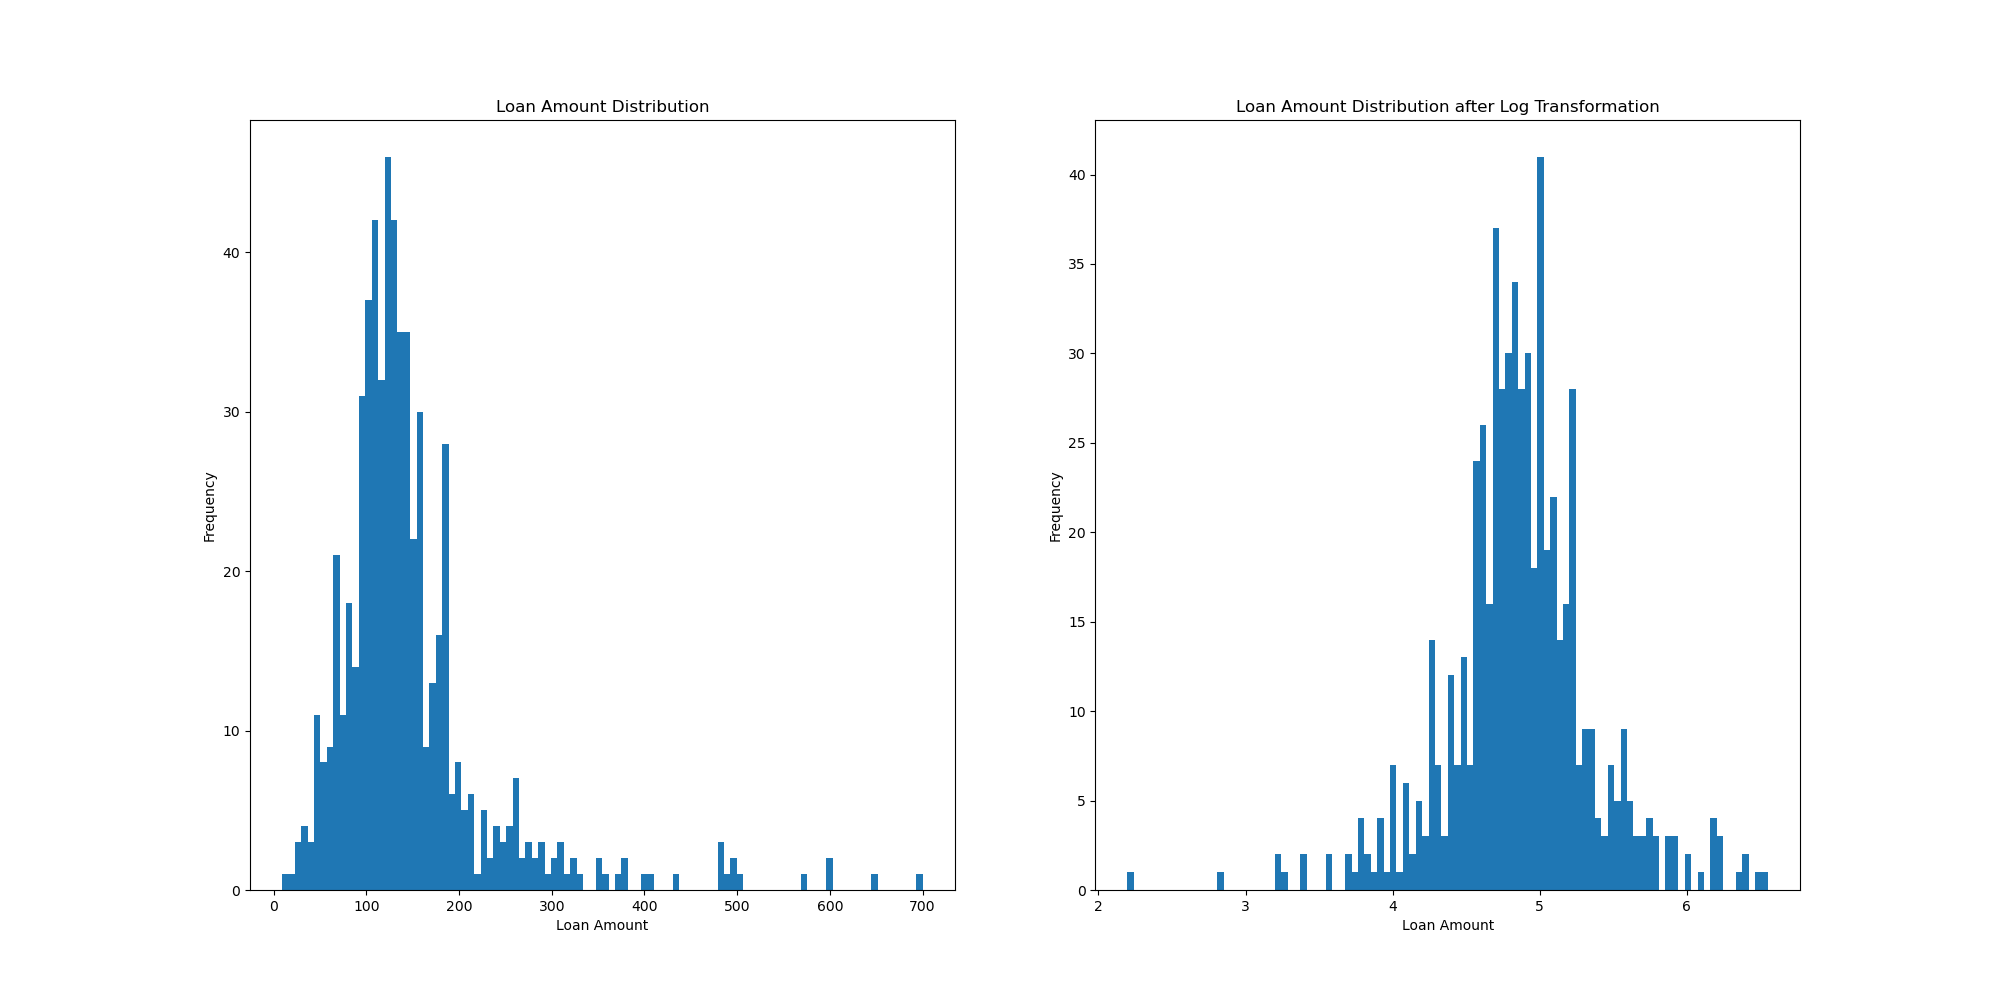 Loan Amount Distribution
Frequency
40
30
20
10
0
0 100 200 300 400 500 600 700
Loan Amount
Loan Amount Distribution after Log Transformation
Frequency
40
35
30
25
20
15
10
5
0
2 3 4 5 6
Loan Amount